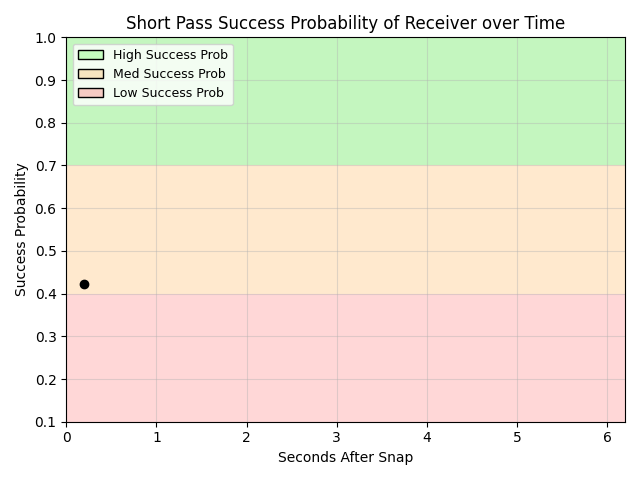 Short Pass Success Probability of Receiver over Time
1.0
High Success Prob
Med Success Prob
Low Success Prob
0.9
0.8
0.7
0.6
0.5
0.4
0.3
0.2
0.1
Success Probability
0 1 2 3 4 5 6
Seconds After Snap